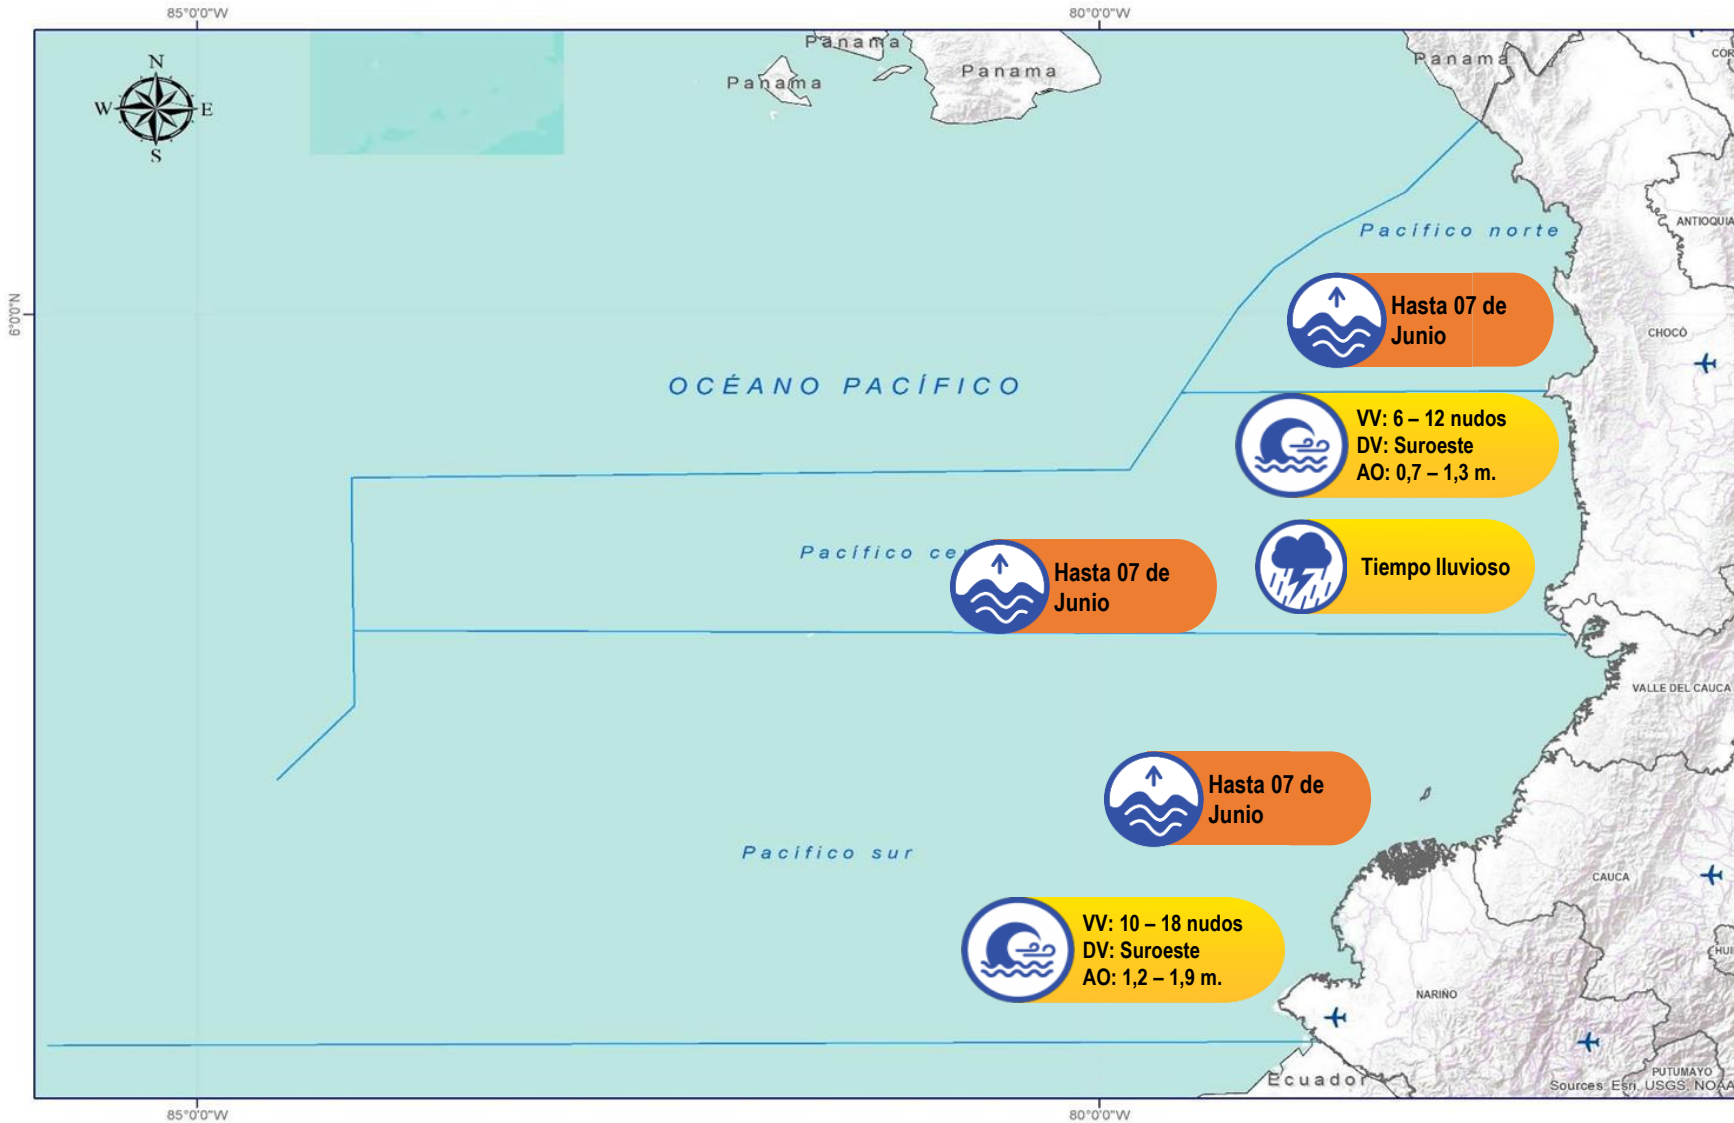 85°0'0"W
80°0'0"W
N
W
E
S
Panama
Panama
Panama
Panama
ANTIOQUIA
Pacífico norte
6°0'0"N
Hasta 07 de
Junio
CHOCÓ
OCÉANO PACÍFICO
VV: 6 – 12 nudos
DV: Suroeste
AO: 0,7 – 1,3 m.
Pacífico ce
Hasta 07 de
Junio
Tiempo lluvioso
VALLE DEL CAUCA
Hasta 07 de
Junio
Pacífico sur
CAUCA
VV: 10 – 18 nudos
DV: Suroeste
AO: 1,2 – 1,9 m.
HUI
NARIÑO
PUTUMAYO
Ecuador
Sources: Esri, USGS, NOAA
85°0'0"W
80°0'0"W